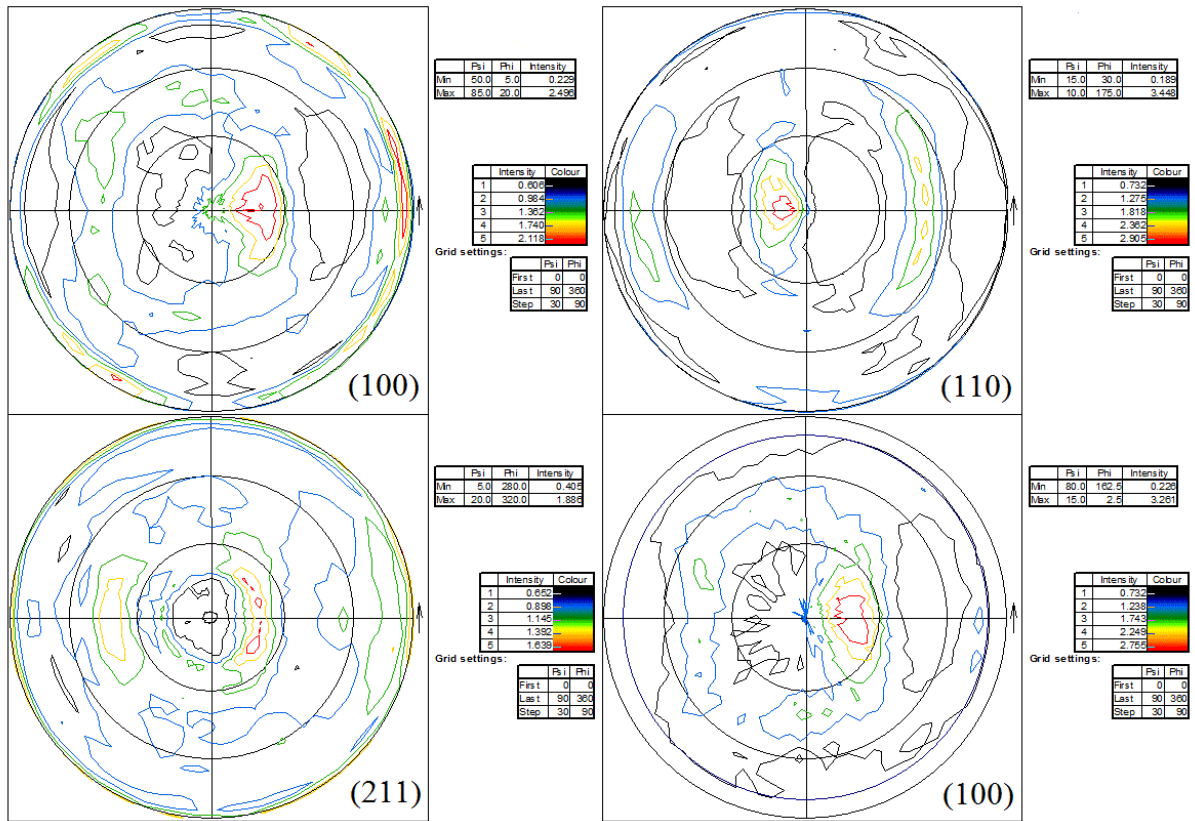 Psi Phi Intensity
Min 50.0 5.0 0.229
Max 85.0 20.0 2.496
Intensity Colour
1 0.606
2 0.984
3 1.362
4 1.740
5 2.118
Grid settings:
Psi Phi
First 0 0
Last 90 360
Step 30 90
(100)
Psi Phi Intensity
Min 15.0 30.0 0.189
Max 10.0 175.0 3.448
Intensity Colour
1 0.732
2 1.275
3 1.818
4 2.362
5 2.905
Grid settings:
Psi Phi
First 0 0
Last 90 360
Step 30 90
(110)
Psi Phi Intensity
Min 5.0 280.0 0.405
Max 20.0 320.0 1.886
Intensity Colour
1 0.652
2 0.898
3 1.145
4 1.392
5 1.639
Grid settings:
Psi Phi
First 0 0
Last 90 360
Step 30 90
(211)
Psi Phi Intensity
Min 80.0 162.5 0.226
Max 15.0 2.5 3.261
Intensity Colour
1 0.732
2 1.238
3 1.743
4 2.249
5 2.755
Grid settings:
Psi Phi
First 0 0
Last 90 360
Step 30 90
(100)